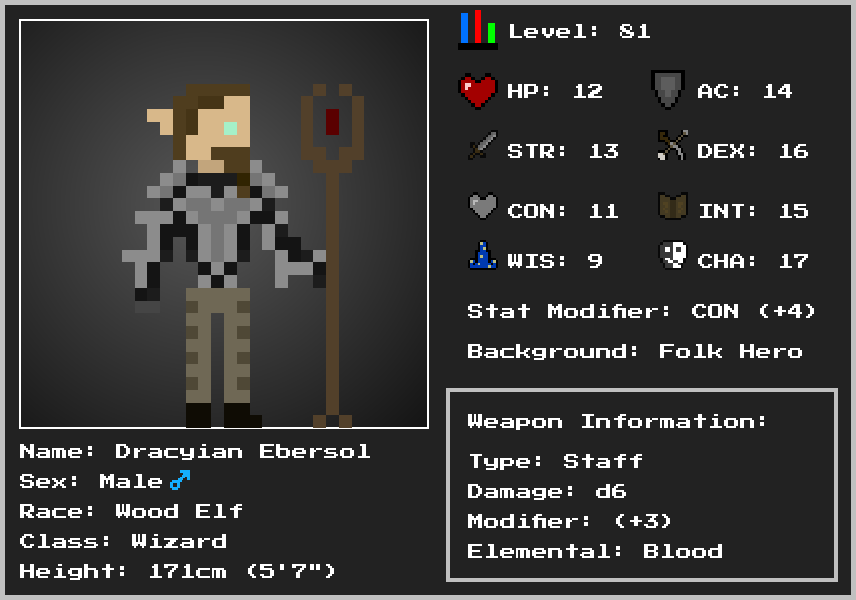 Level: 81
HP: 12 AC: 14
STR: 13 DEX: 16
CON: 11 INT: 15
WIS: 9 CHA: 17
Stat Modifier: CON (+4)
Background: Folk Hero
Weapon Information:
Type: Staff
Damage: d6
Modifier: (+3)
Elemental: Blood
Name: Dracyian Ebersol
Sex: Male♂
Race: Wood Elf
Class: Wizard
Height: 171cm (5'7")